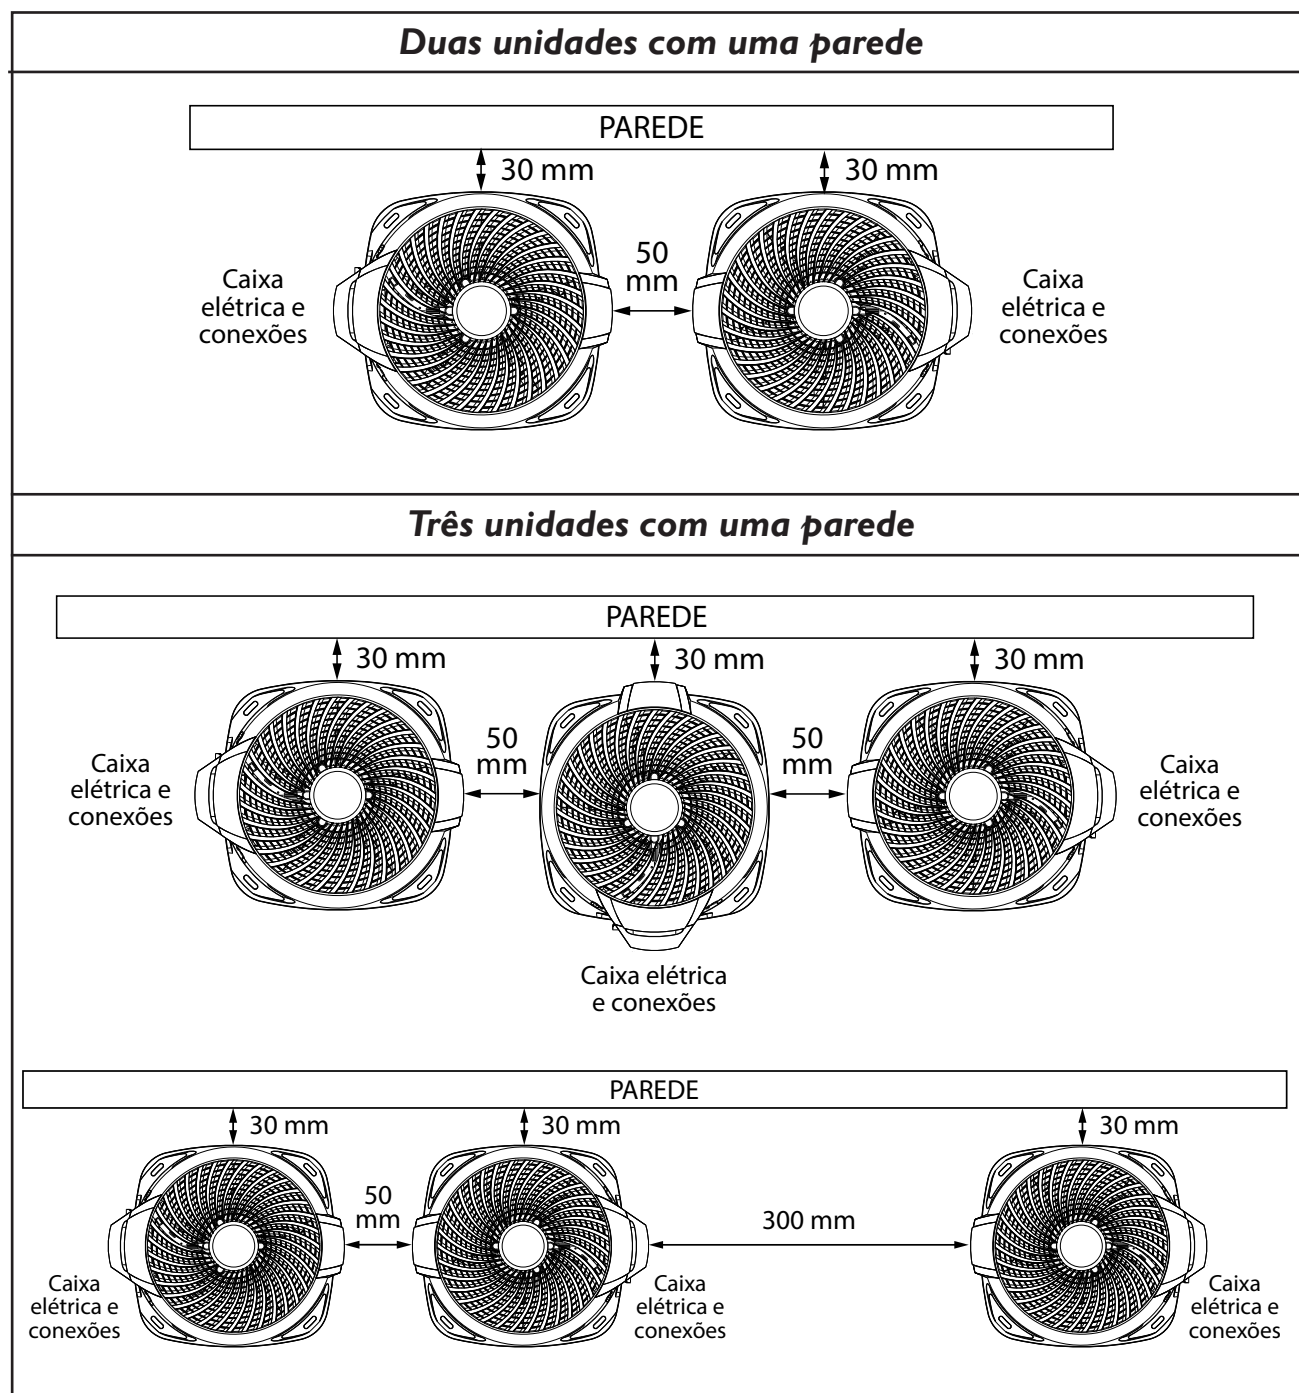 Duas unidades com uma parede
PAREDE
30 mm
30 mm
50
mm
Caixa
elétrica e
conexões
Caixa
elétrica e
conexões
Três unidades com uma parede
PAREDE
30 mm
30 mm
30 mm
50
mm
50
mm
Caixa
elétrica e
conexões
Caixa
elétrica e
conexões
Caixa elétrica
e conexões
PAREDE
30 mm
30 mm
30 mm
50
mm
300 mm
Caixa
elétrica e
conexões
Caixa
elétrica e
conexões
Caixa
elétrica e
conexões